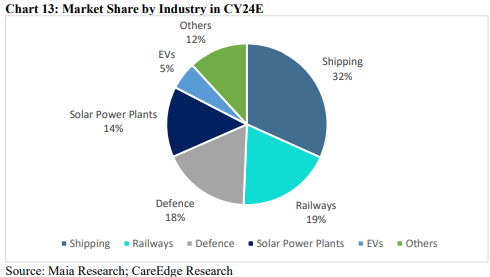 Chart 13: Market Share by Industry in CY24E
Others
12%
EVs
5%
Shipping
32%
Solar Power Plants
14%
Defence
18%
Railways
19%
Shipping Railways Defence Solar Power Plants EVs Others
Source: Maia Research; CareEdge Research